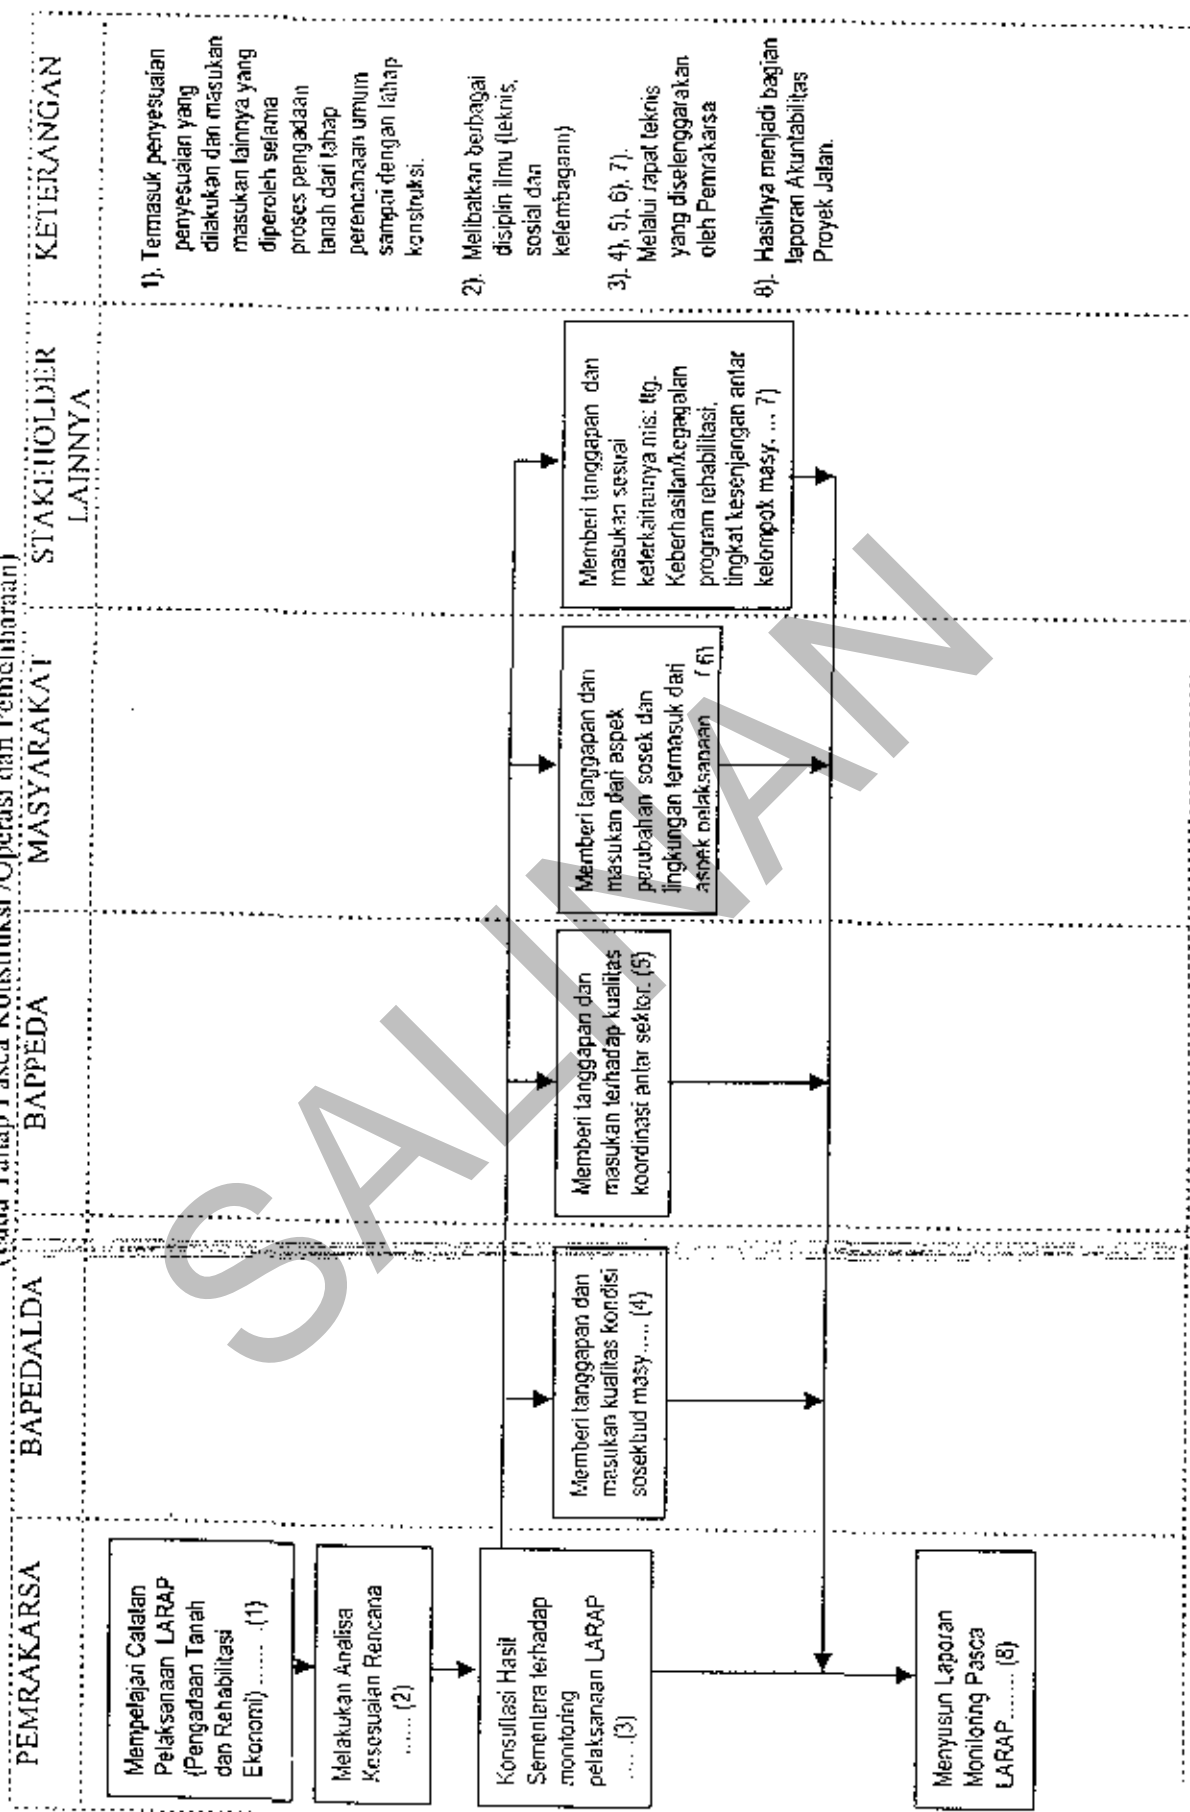 (Pada Tahap Pasca Konstruksi /Operasi dan Pemeliharaan)
PEMRAKARSA
BAPEDALDA
BAPPEDA
MASYARAKAT
STAKEHOLDER
LAINNYA
KETERANGAN
Mempelajari Catatan
Pelaksanaan LARAP
(Pengadaan Tanah
dan Rehabilitasi
Ekonomi) ....... .(1)
Melakukan Analisa
Kesesuaian Rencana
...... (2)
Konsultasi Hasil
Sementera terhadap
monitoring
pelaksanaan LARAP
.... ..(3)
Memberi tanggapan dan
masukan kualitas kondisi
sosekbud masy..... (4)
Memberi tanggapan dan
masukan terhadap kualitas
koordinasi antar sektor. (5)
Memberi tanggapan dan
masukan dari aspek
perubahan sosek dan
lingkungan termasuk dari
aspek pelaksanaan ( 6)
Memberi tanggapan dan
masukan sesuai
keterkaitannya mis: ttg.
Keberhasilan/kegagalan
program rehabilitasi,
tingkat kesenjangan antar
kelompok masy. ... 7)
Menyusun Laporan
Monitoring Pasca
LARAP........ (8)
1). Termasuk penyesuaian
penyesuaian yang
dilakukan dan masukan
masukan lainnya yang
diperoleh selama
proses pengadaan
tanah dari tahap
perencanaan umum
sampai dengan tahap
konstruksi.
2). Melibatkan berbagai
disiplin ilmu (teknis,
sosial dan
kelembagann)
3). 4), 5), 6), 7).
Melalui rapat teknis
yang diselenggarakan
oleh Pemrakarsa
8). Hasilnya menjadi bagian
laporan Akuntabilitas
Proyek Jalan.
SALINAN